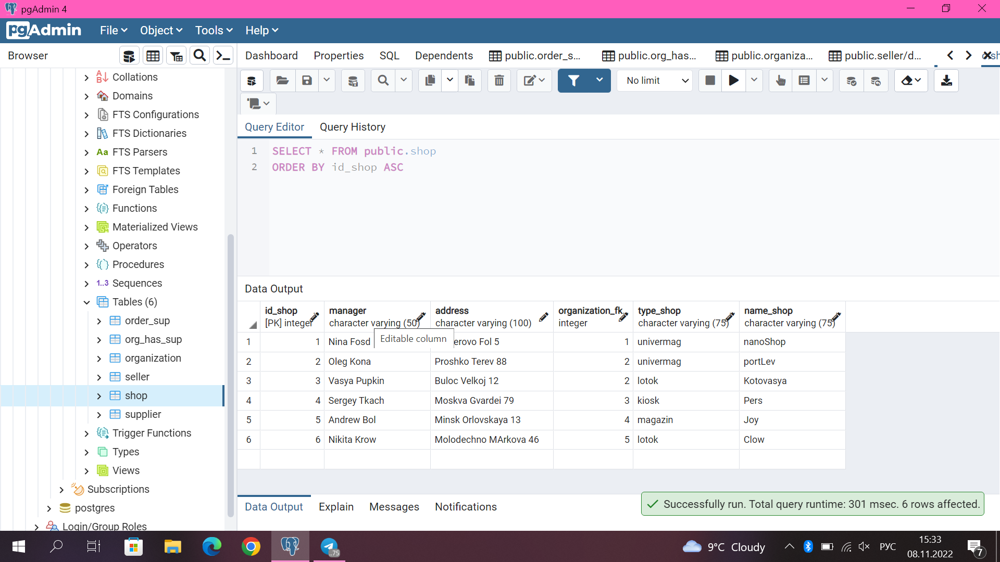 pgAdmin 4
pgAdmin File Object Tools Help
Browser
Dashboard Properties SQL Dependents public.order_s... public.org_has... public.organiza... public.seller/d...
Collations
Domains
FTS Configurations
FTS Dictionaries
Aa FTS Parsers
FTS Templates
Foreign Tables
Functions
Materialized Views
Operators
Procedures
1..3 Sequences
Tables (6)
order_sup
org_has_sup
organization
seller
shop
supplier
Trigger Functions
Types
Views
Subscriptions
postgres
Login/Group Roles
No limit
Query Editor Query History
1 SELECT * FROM public.shop
2 ORDER BY id_shop ASC
Data Output
id_shop manager address organization_fk type_shop name_shop
[PK] integer character varying (50) character varying (100) integer character varying (75) character varying (75)
Editable column
1 1 Nina Fosd erovo Fol 5 1 univermag nanoShop
2 2 Oleg Kona Proshko Terev 88 2 univermag portLev
3 3 Vasya Pupkin Buloc Velkoj 12 2 lotok Kotovasya
4 4 Sergey Tkach Moskva Gvardei 79 3 kiosk Pers
5 5 Andrew Bol Minsk Orlovskaya 13 4 magazin Joy
6 6 Nikita Krow Molodechno MArkova 46 5 lotok Clow
Data Output Explain Messages Notifications
Successfully run. Total query runtime: 301 msec. 6 rows affected.
.75
9°C Cloudy
РУС
15:33
08.11.2022
7